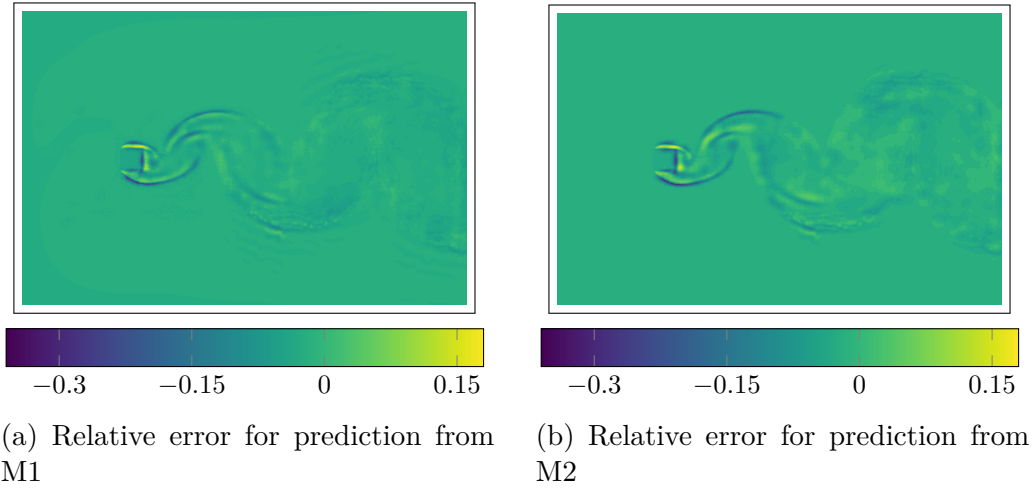 −0.3 −0.15 0 0.15
−0.3 −0.15 0 0.15
(a) Relative error for prediction from
M1
(b) Relative error for prediction from
M2